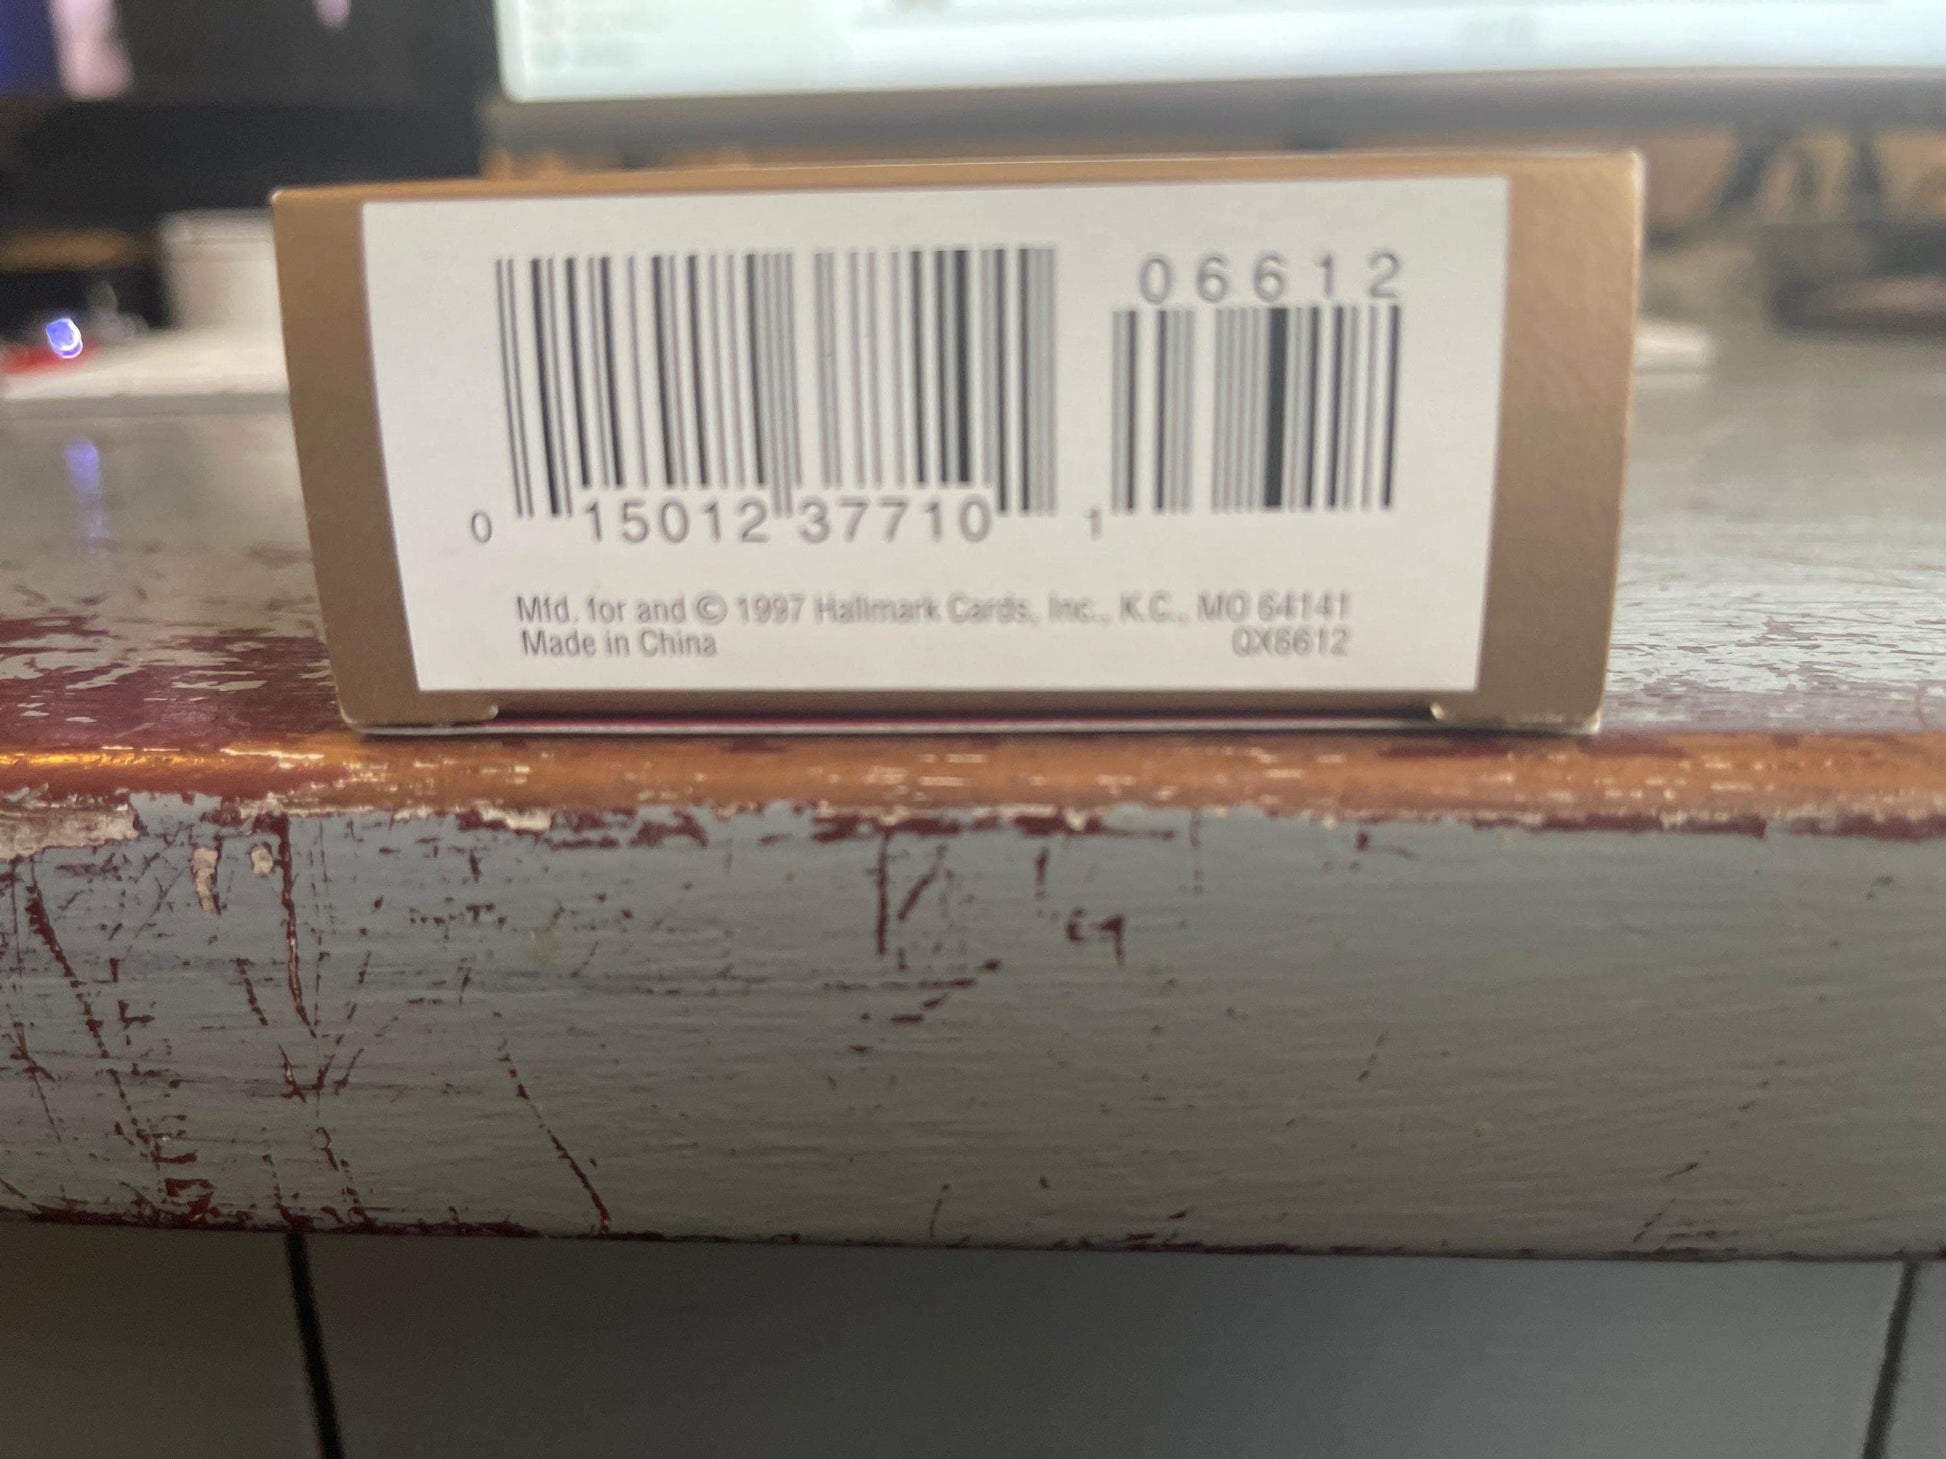 06612
0 15012 37710 1
Mfd. for and © 1997 Hallmark Cards, Inc., K.C., MO 64141
Made in China QX6612